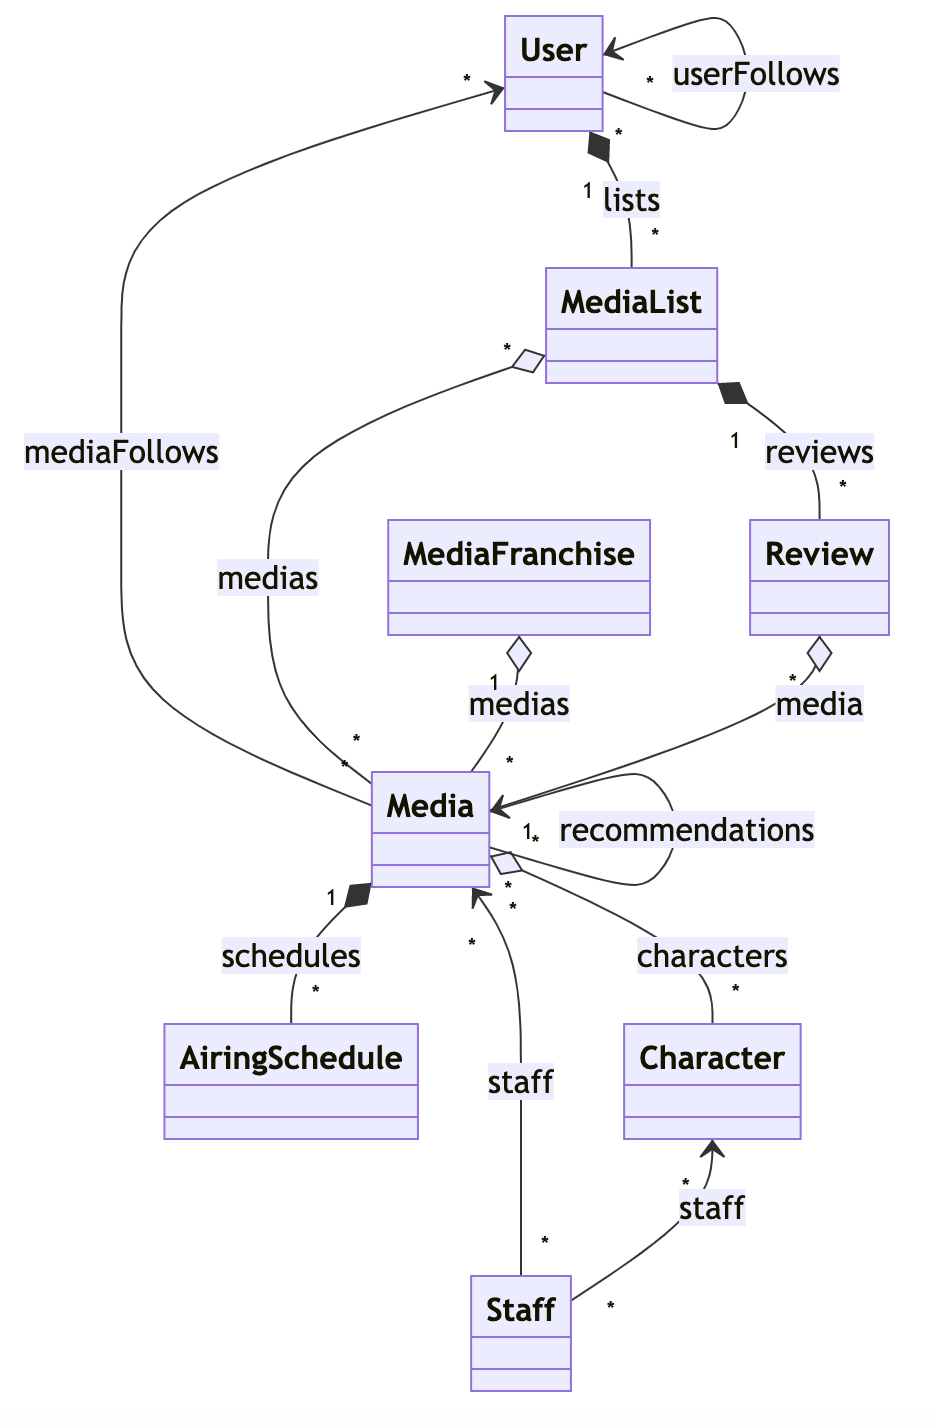 User
*
*
userFollows
*
1
lists
*
MediaList
*
mediaFollows
1
reviews
*
medias
MediaFranchise
Review
1
medias
*
media
*
*
*
Media
1
*
recommendations
*
*
1
*
schedules
characters
*
*
AiringSchedule
Character
staff
*
staff
*
*
Staff